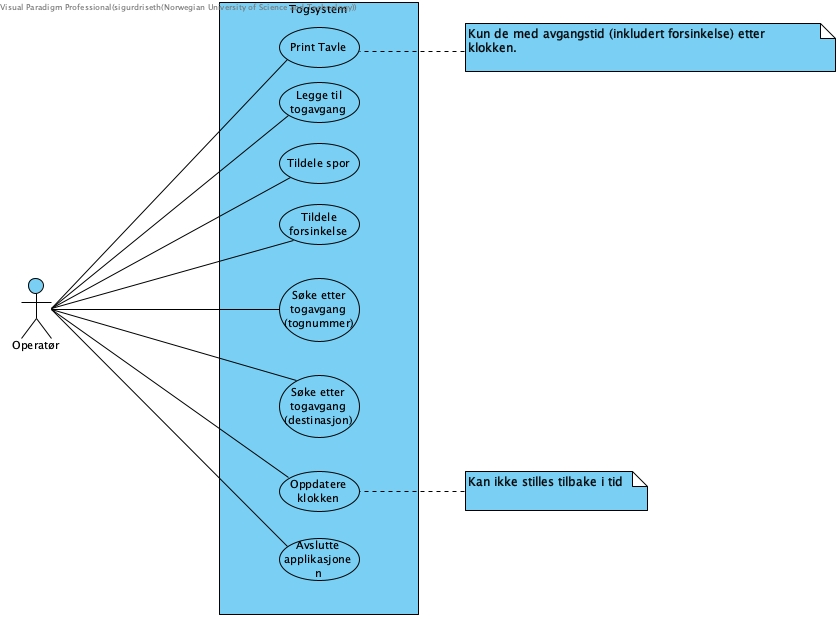 Visual Paradigm Professional(sigurdriseth(Norwegian University of Science
Togsystem
Print Tavle
Kun de med avgangstid (inkludert forsinkelse) etter
klokken.
Legge til
togavgang
Tildele spor
Tildele
forsinkelse
Søke etter
togavgang
(tognummer)
Operatør
Søke etter
togavgang
(destinasjon)
Oppdatere
klokken
Kan ikke stilles tilbake i tid
Avslutte
applikasjone
n